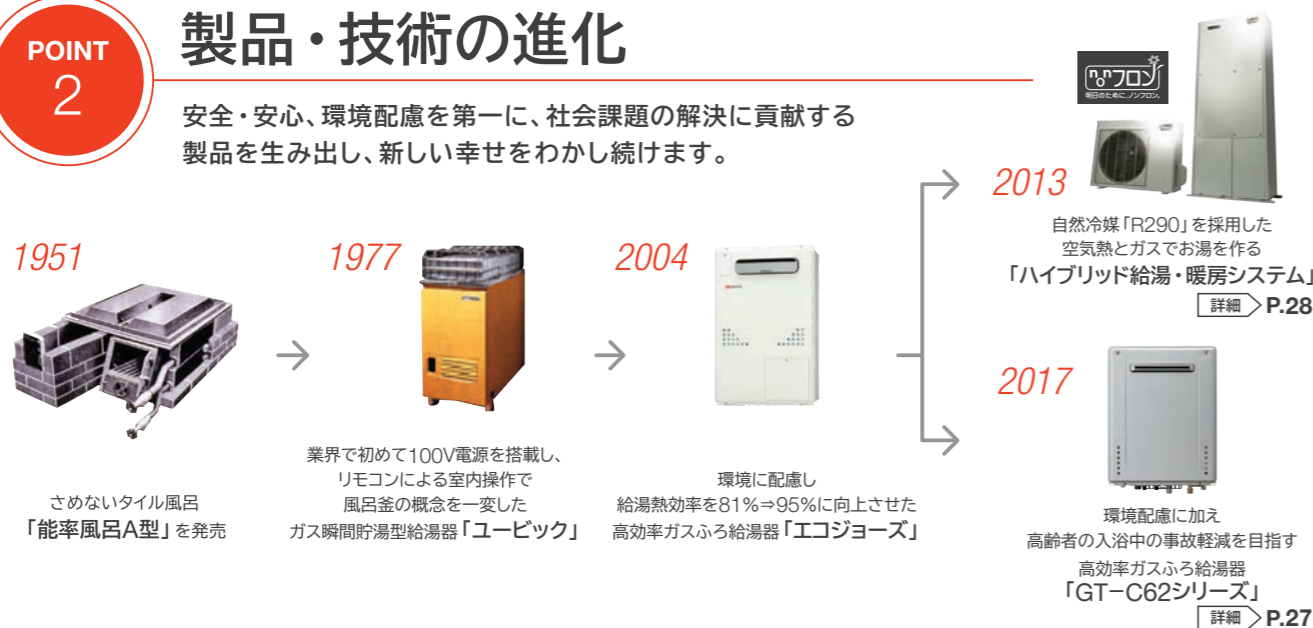 POINT
2
製品・技術の進化
安全・安心、環境配慮を第一に、社会課題の解決に貢献する
製品を生み出し、新しい幸せをわかし続けます。
1951
さめないタイル風呂
「能率風呂A型」を発売
1977
業界で初めて100V電源を搭載し、
リモコンによる室内操作で
風呂釜の概念を一変した
ガス瞬間貯湯型給湯器「ユービック」
2004
環境に配慮し
給湯熱効率を81%⇒95%に向上させた
高効率ガスふろ給湯器「エコジョーズ」
nonフロン
明日のために、ノンフロン。
2013
自然冷媒「R290」を採用した
空気熱とガスでお湯を作る
「ハイブリッド給湯・暖房システム」
詳細 P.28
2017
環境配慮に加え
高齢者の入浴中の事故軽減を目指す
高効率ガスふろ給湯器
「GT-C62シリーズ」
詳細 P.27